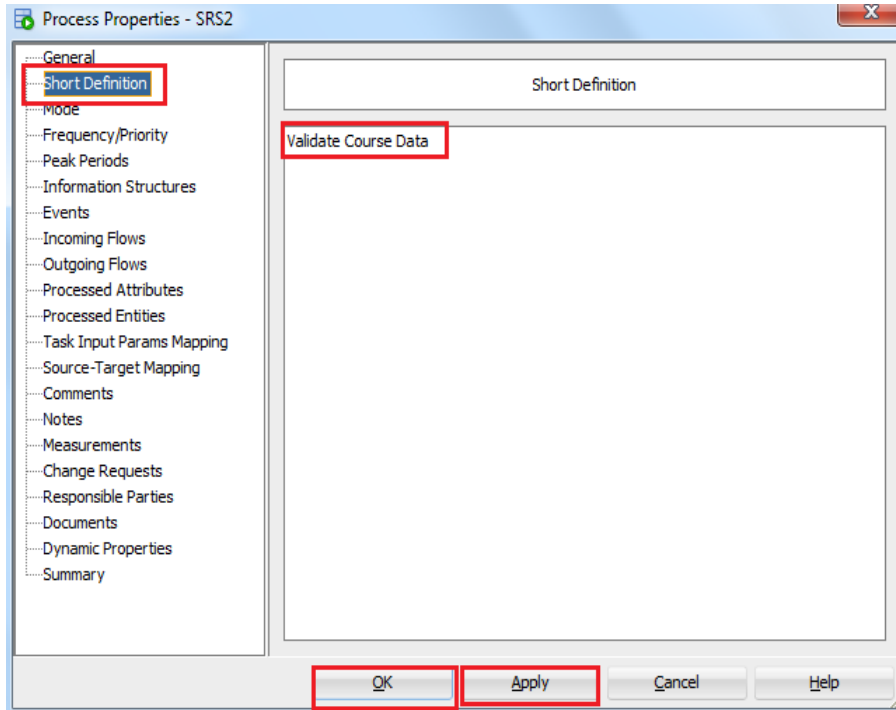 Process Properties - SRS2
General
Short Definition
Mode
Frequency/Priority
Peak Periods
Information Structures
Events
Incoming Flows
Outgoing Flows
Processed Attributes
Processed Entities
Task Input Params Mapping
Source-Target Mapping
Comments
Notes
Measurements
Change Requests
Responsible Parties
Documents
Dynamic Properties
Summary
Short Definition
Validate Course Data
OK Apply Cancel Help